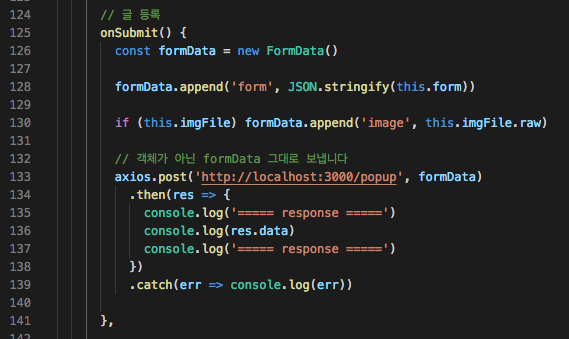 124 // 글 등록
125 onSubmit() {
126 const formData = new FormData()
127
128 formData.append('form', JSON.stringify(this.form))
129
130 if (this.imgFile) formData.append('image', this.imgFile.raw)
131
132 // 객체가 아닌 formData 그대로 보냅니다
133 axios.post('http://localhost:3000/popup', formData)
134 .then(res => {
135 console.log('===== response =====')
136 console.log(res.data)
137 console.log('===== response =====')
138 })
139 .catch(err => console.log(err))
140
141 },